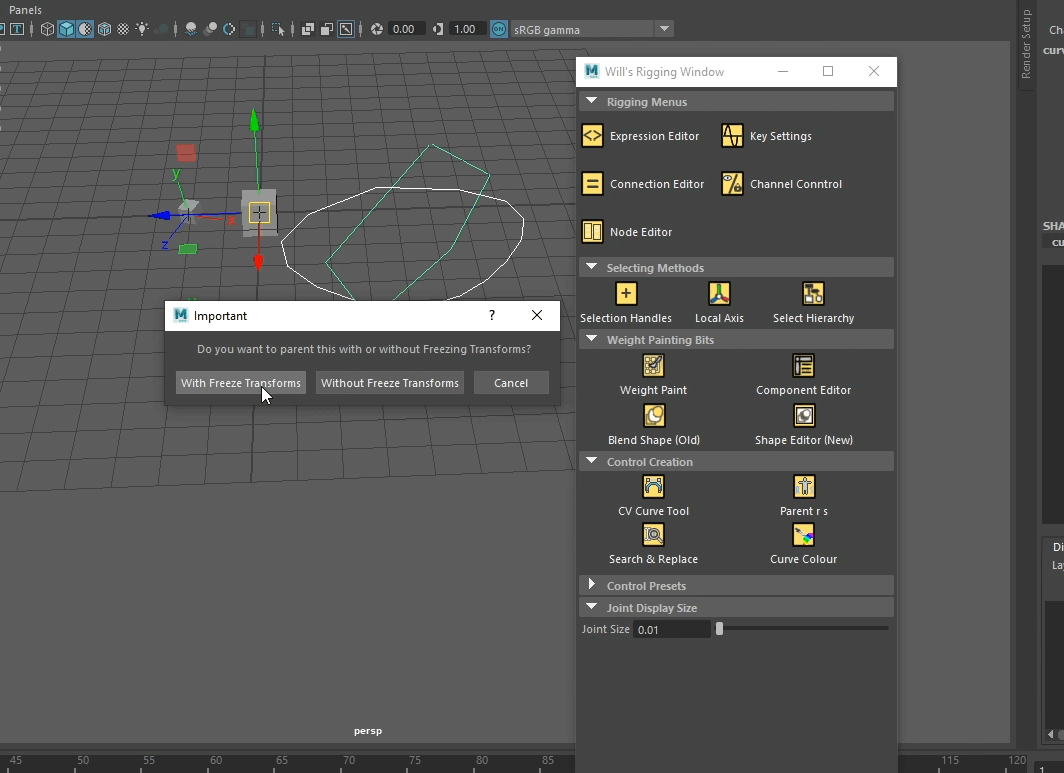 Panels
0.00
1.00
ON
sRGB gamma
Render Setup
Will's Rigging Window
Rigging Menus
Expression Editor
Key Settings
Connection Editor
Channel Conntrol
Node Editor
Selecting Methods
Selection Handles
Local Axis
Select Hierarchy
Weight Painting Bits
Weight Paint
Component Editor
Blend Shape (Old)
Shape Editor (New)
Control Creation
CV Curve Tool
Parent r s
Search & Replace
Curve Colour
Control Presets
Joint Display Size
Joint Size 0.01
y
x
z
Important
?
Do you want to parent this with or without Freezing Transforms?
With Freeze Transforms
Without Freeze Transforms
Cancel
persp
45 50 55 60 65 70 75 80 85 115 120
1
Ch
curv
SHA
cu
Di
La